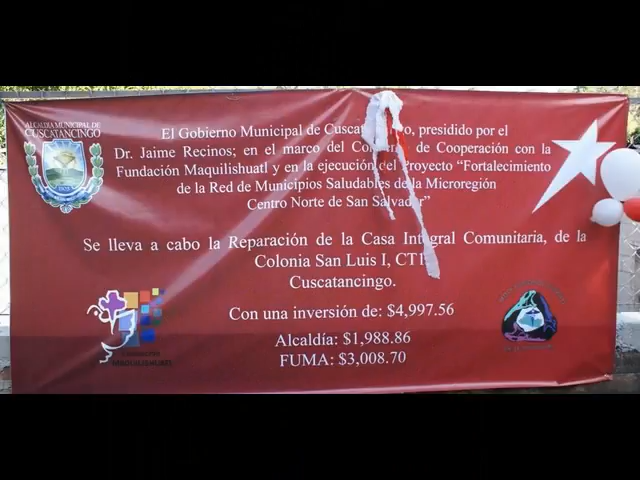 ALCALDIA MUNICIPAL DE
CUSCATANCINGO
El Gobierno Municipal de Cuscat o, presidido por el
Dr. Jaime Recinos; en el marco del Co de Cooperación con la
Fundación Maquilishuatl y en la ejecución del Proyecto “Fortalecimiento
de la Red de Municipios Saludables de la Microregión
Centro Norte de San Salvador”
Se lleva a cabo la Reparación de la Casa Integral Comunitaria, de la
Colonia San Luis I, CT1
Cuscatancingo.
Con una inversión de: $4,997.56
Alcaldía: $1,988.86
FUMA: $3,008.70